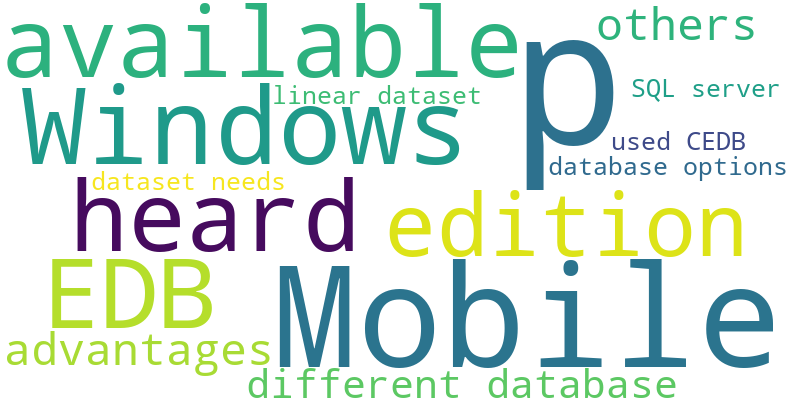 available
p
others
Windows
linear dataset
SQL server
used CEDB
database options
dataset needs
heard
edition
EDB
Mobile
advantages
different database